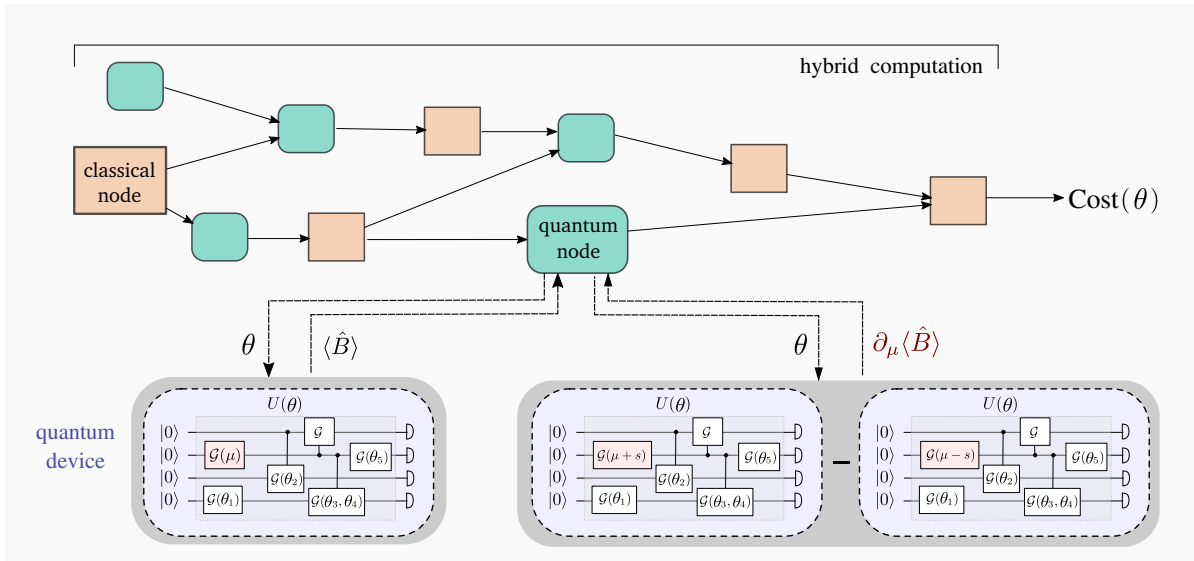 hybrid computation
classical
node
Cost(θ)
quantum
node
θ
⟨B̂⟩
θ
∂μ⟨B̂⟩
quantum
device
U(θ)
|0⟩
|0⟩
|0⟩
|0⟩
𝒢
𝒢(μ)
𝒢(θ₅)
𝒢(θ₂)
𝒢(θ₁)
𝒢(θ₃, θ₄)
U(θ)
|0⟩
|0⟩
|0⟩
|0⟩
𝒢
𝒢(μ + s)
𝒢(θ₅)
𝒢(θ₂)
𝒢(θ₁)
𝒢(θ₃, θ₄)
−
U(θ)
|0⟩
|0⟩
|0⟩
|0⟩
𝒢
𝒢(μ − s)
𝒢(θ₅)
𝒢(θ₂)
𝒢(θ₁)
𝒢(θ₃, θ₄)